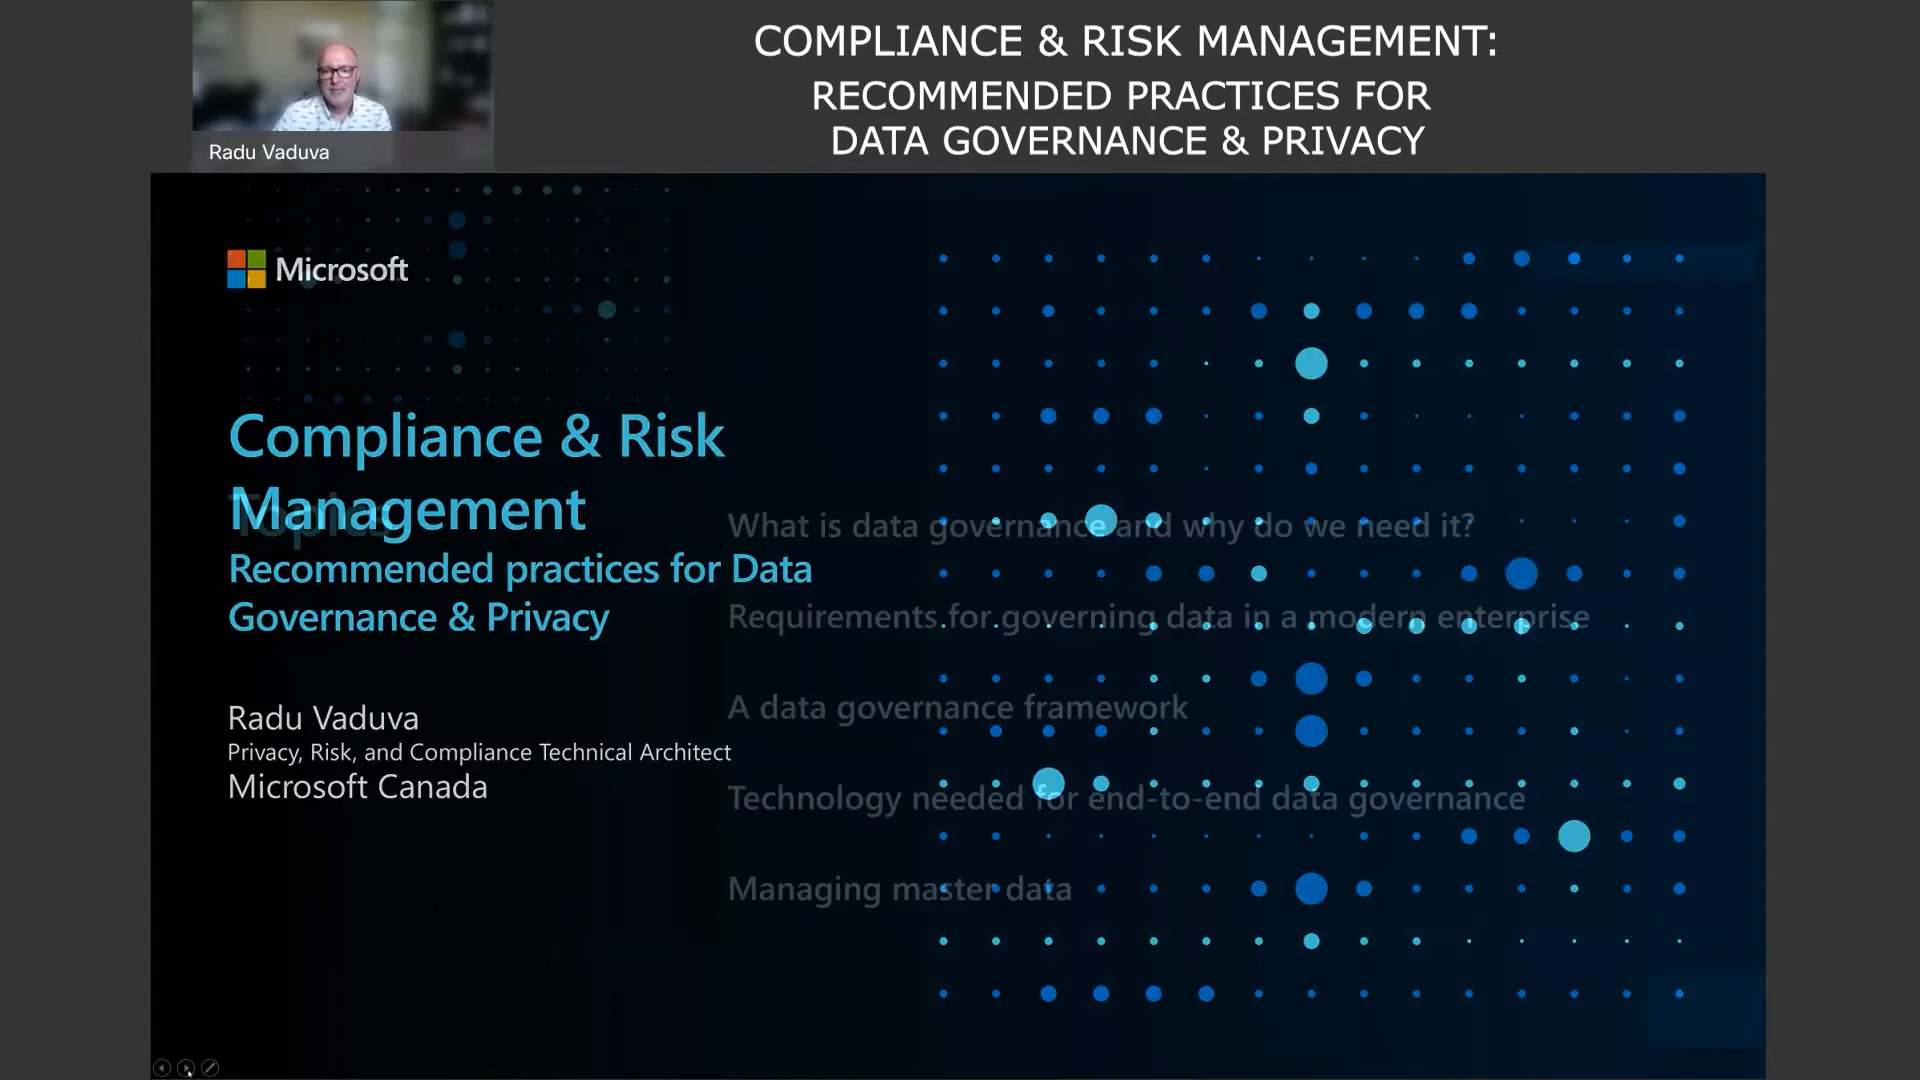 COMPLIANCE & RISK MANAGEMENT:
RECOMMENDED PRACTICES FOR
DATA GOVERNANCE & PRIVACY
Radu Vaduva
Microsoft
Compliance & Risk
Management
Recommended practices for Data
Governance & Privacy
Radu Vaduva
Privacy, Risk, and Compliance Technical Architect
Microsoft Canada
Topics
What is data governance and why do we need it?
Requirements for governing data in a modern enterprise
A data governance framework
Technology needed for end-to-end data governance
Managing master data